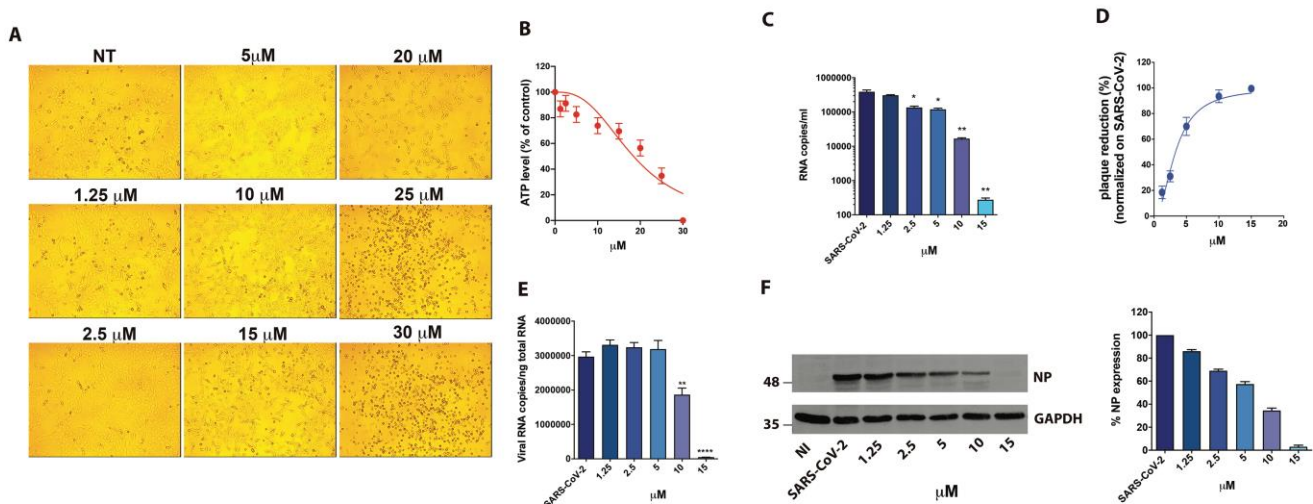 A
NT
5μM
20 μM
1.25 μM
10 μM
25 μM
2.5 μM
15 μM
30 μM
B
ATP level (% of control)
120
100
80
60
40
20
0
0
10
20
30
μM
C
RNA copies/ml
1000000
100000
10000
1000
100
*
*
**
**
SARS-CoV-2
1.25
2.5
5
10
15
μM
D
plaque reduction (%)
(normalized on SARS-CoV-2)
120
100
80
60
40
20
0
0
5
10
15
20
μM
E
Viral RNA copies/ng total RNA
4000000
3000000
2000000
1000000
0
**
****
SARS-CoV-2
1.25
2.5
5
10
15
μM
F
48
35
NP
GAPDH
NI
SARS-CoV-2
1.25
2.5
5
10
15
μM
% NP expression
120
100
80
60
40
20
0
SARS-CoV-2
1.25
2.5
5
10
15
μM